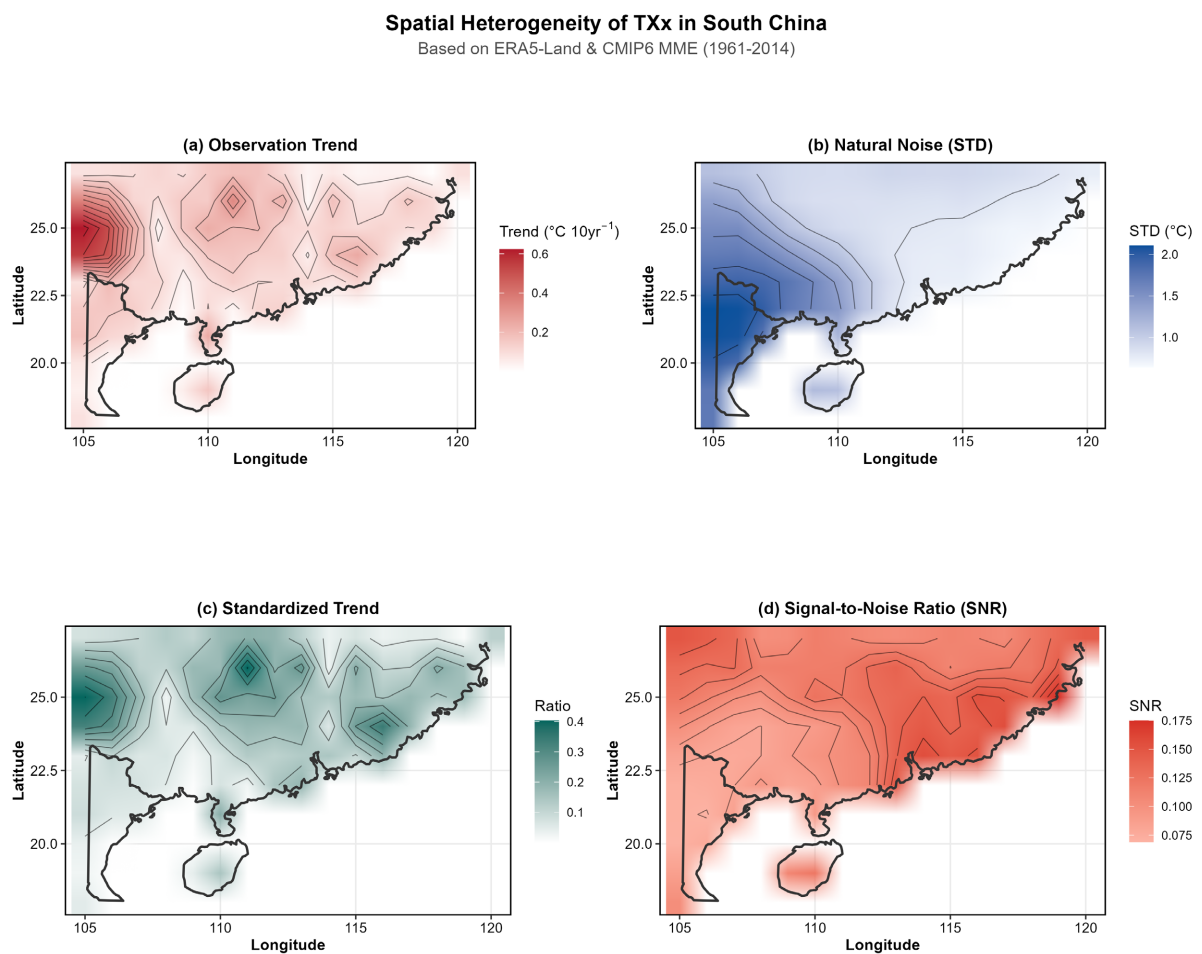 Spatial Heterogeneity of TXx in South China
Based on ERA5-Land & CMIP6 MME (1961-2014)
(a) Observation Trend
Latitude
25.0
22.5
20.0
105
110
115
120
Longitude
Trend (°C 10yr⁻¹)
0.6
0.4
0.2
(b) Natural Noise (STD)
Latitude
25.0
22.5
20.0
105
110
115
120
Longitude
STD (°C)
2.0
1.5
1.0
(c) Standardized Trend
Latitude
25.0
22.5
20.0
105
110
115
120
Longitude
Ratio
0.4
0.3
0.2
0.1
(d) Signal-to-Noise Ratio (SNR)
Latitude
25.0
22.5
20.0
105
110
115
120
Longitude
SNR
0.175
0.150
0.125
0.100
0.075